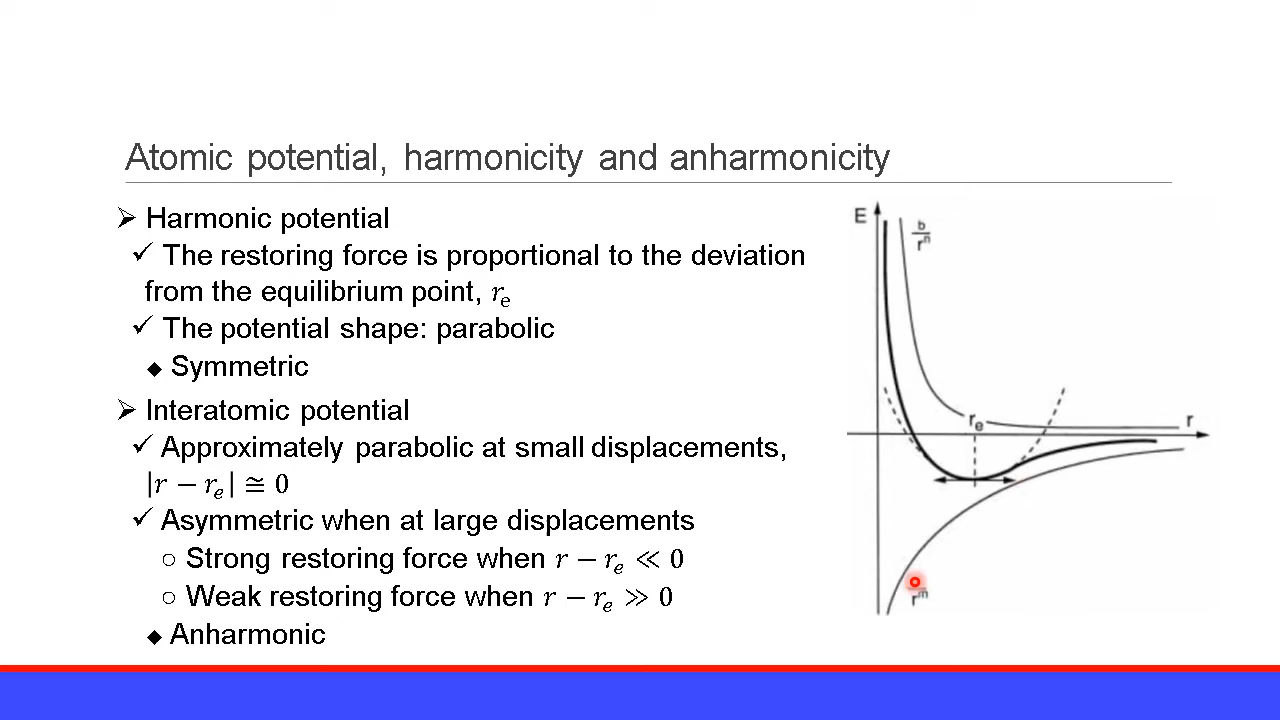 Atomic potential, harmonicity and anharmonicity
➢ Harmonic potential
✓ The restoring force is proportional to the deviation
from the equilibrium point, rₑ
✓ The potential shape: parabolic
◆ Symmetric
➢ Interatomic potential
✓ Approximately parabolic at small displacements,
|r − rₑ| ≅ 0
✓ Asymmetric when at large displacements
○ Strong restoring force when r − rₑ ≪ 0
○ Weak restoring force when r − rₑ ≫ 0
◆ Anharmonic
E
b
rⁿ
rₑ
r
rᵐ